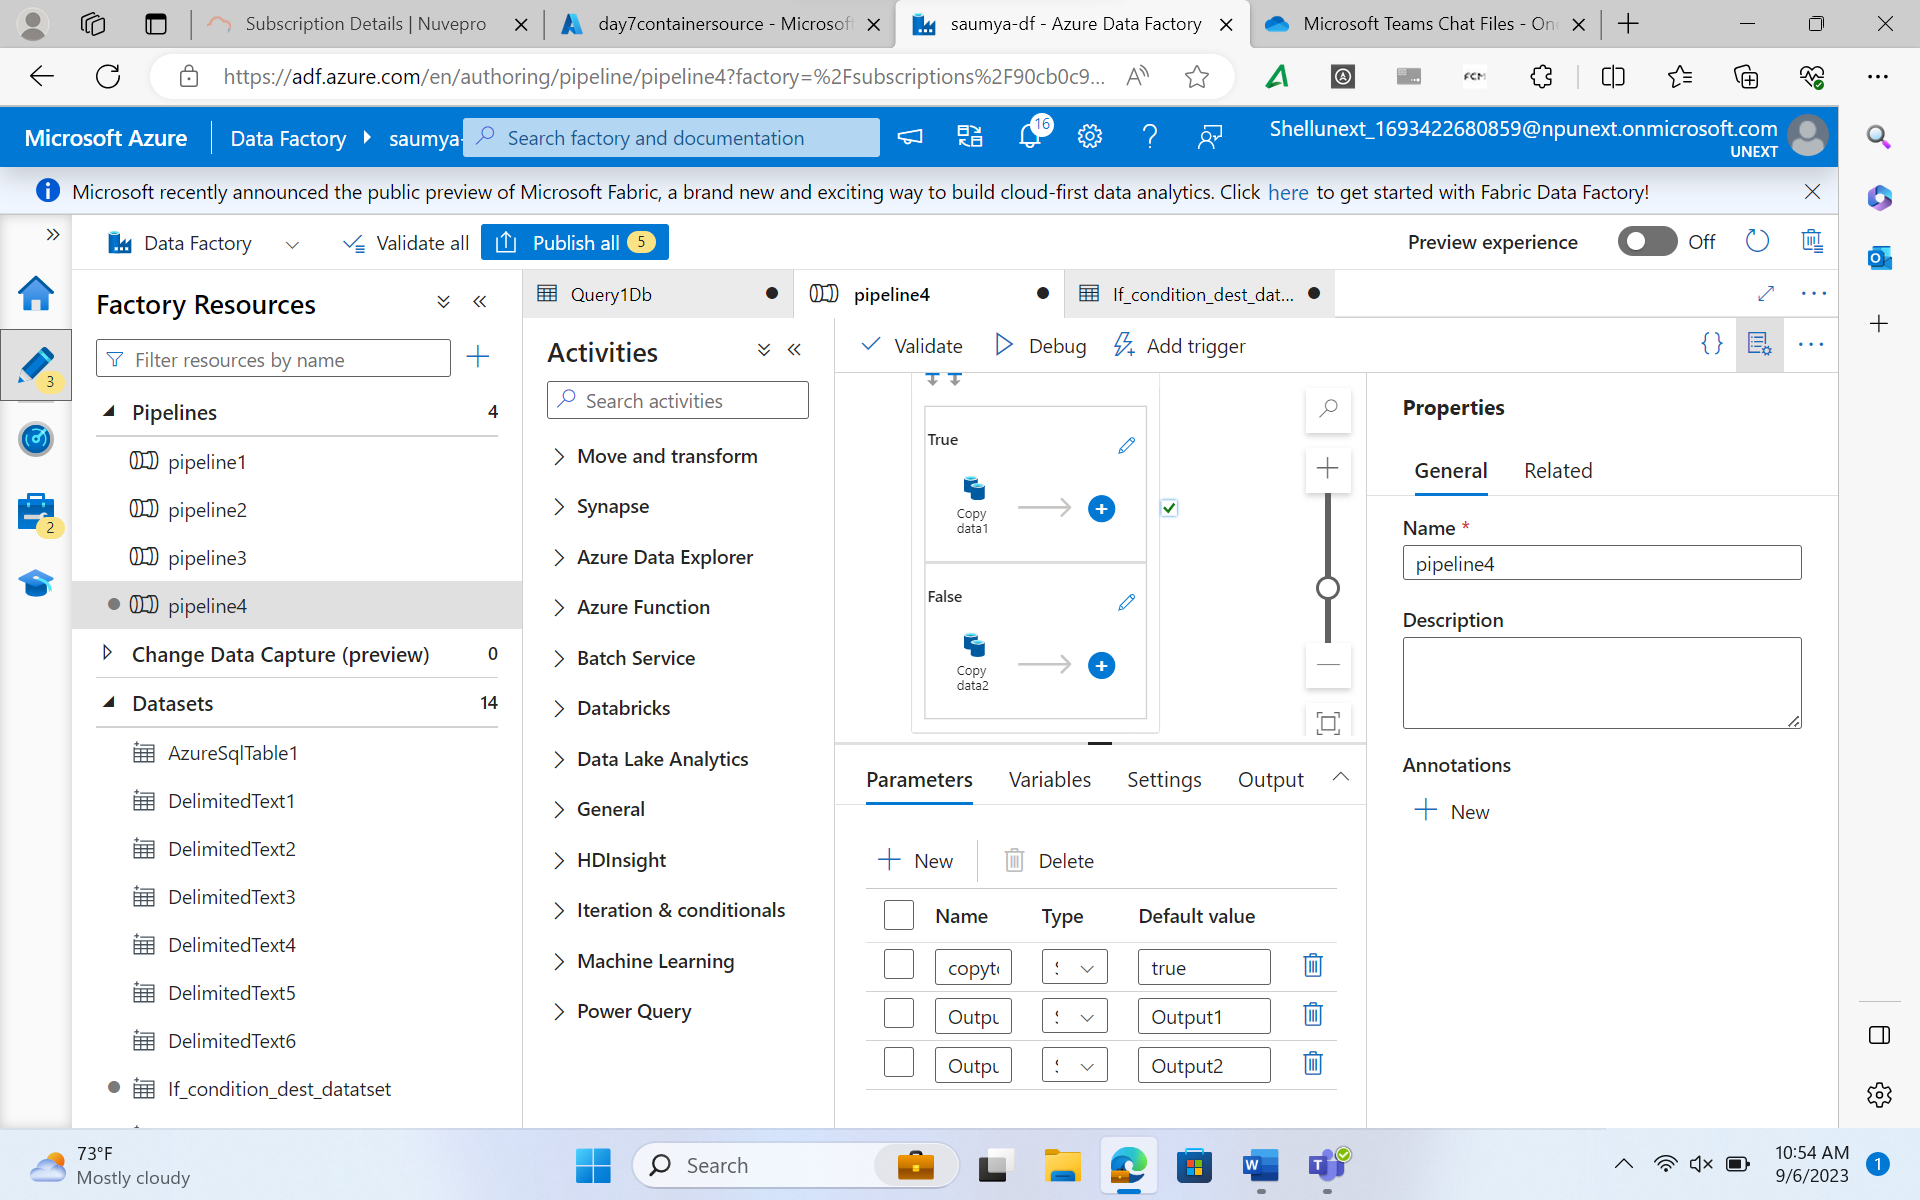 Subscription Details | Nuvepro
day7containersource - Microsoft
saumya-df - Azure Data Factory
Microsoft Teams Chat Files - On
https://adf.azure.com/en/authoring/pipeline/pipeline4?factory=%2Fsubscriptions%2F90cb0c9...
FCM
Microsoft Azure
Data Factory
saumya-
Search factory and documentation
16
Shellunext_1693422680859@npunext.onmicrosoft.com
UNEXT
Microsoft recently announced the public preview of Microsoft Fabric, a brand new and exciting way to build cloud-first data analytics. Click here to get started with Fabric Data Factory!
Data Factory
Validate all
Publish all 5
Preview experience
Off
Factory Resources
Filter resources by name
3
2
Pipelines 4
pipeline1
pipeline2
pipeline3
pipeline4
Change Data Capture (preview) 0
Datasets 14
AzureSqlTable1
DelimitedText1
DelimitedText2
DelimitedText3
DelimitedText4
DelimitedText5
DelimitedText6
If_condition_dest_datatset
Query1Db
pipeline4
If_condition_dest_dat...
Activities
Search activities
Move and transform
Synapse
Azure Data Explorer
Azure Function
Batch Service
Databricks
Data Lake Analytics
General
HDInsight
Iteration & conditionals
Machine Learning
Power Query
Validate
Debug
Add trigger
True
Copy
data1
False
Copy
data2
Parameters
Variables
Settings
Output
New
Delete
Name Type Default value
copyt true
Outpu Output1
Outpu Output2
Properties
General
Related
Name *
pipeline4
Description
Annotations
New
73°F
Mostly cloudy
Search
10:54 AM
9/6/2023
1